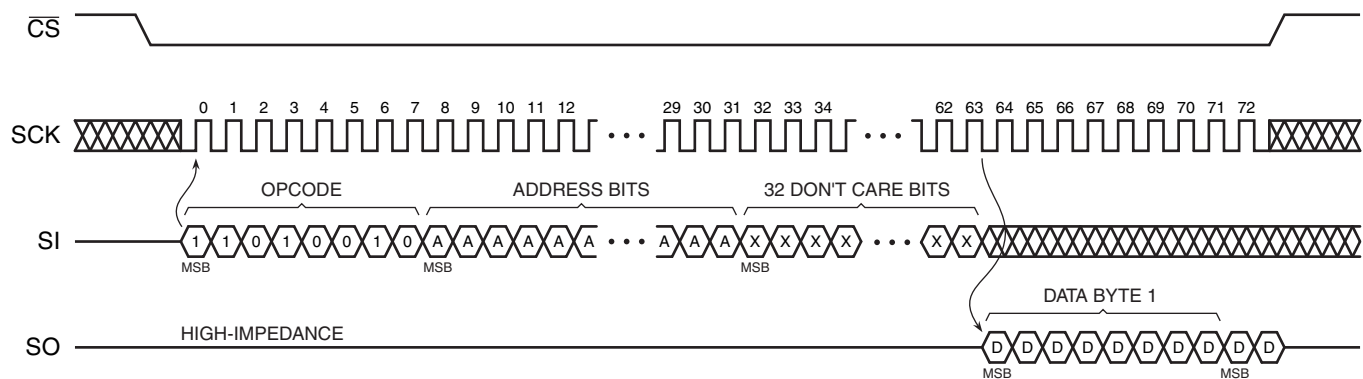 CS
0 1 2 3 4 5 6 7 8 9 10 11 12 29 30 31 32 33 34 62 63 64 65 66 67 68 69 70 71 72
SCK • • • • • •
OPCODE ADDRESS BITS 32 DON'T CARE BITS
SI 1 1 0 1 0 0 1 0 A A A A A A • • • A A A X X X X • • • X X
MSB MSB MSB
DATA BYTE 1
HIGH-IMPEDANCE
SO D D D D D D D D D D
MSB MSB